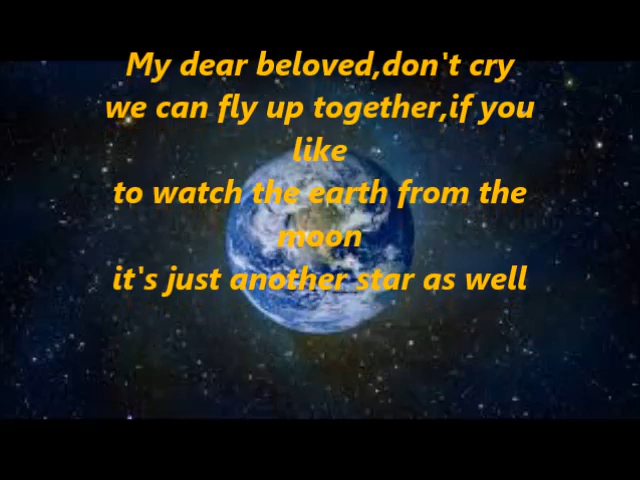 My dear beloved,don't cry
we can fly up together,if you
like
to watch the earth from the
moon
it's just another star as well